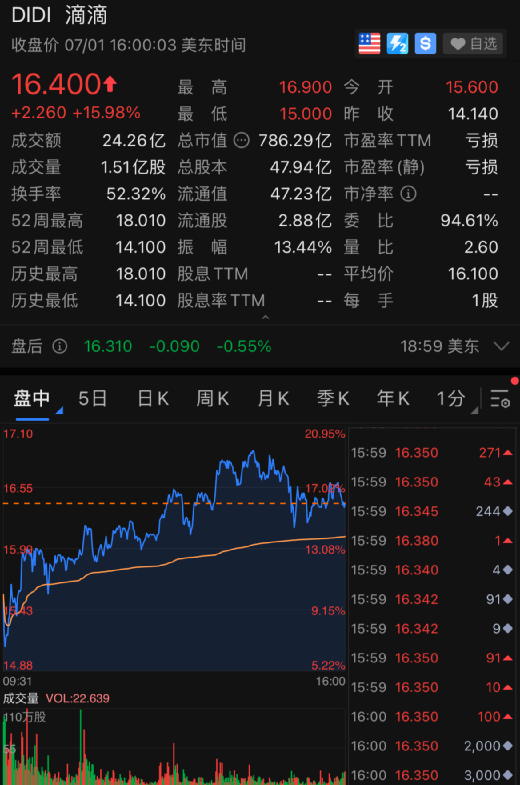 DIDI 滴滴
收盘价 07/01 16:00:03 美东时间 自选
16.400 最 高 16.900 今 开 15.600
+2.260 +15.98% 最 低 15.000 昨 收 14.140
成交额 24.26亿 总市值 786.29亿 市盈率TTM 亏损
成交量 1.51亿股 总股本 47.94亿 市盈率(静) 亏损
换手率 52.32% 流通值 47.23亿 市净率 --
52周最高 18.010 流通股 2.88亿 委 比 94.61%
52周最低 14.100 振 幅 13.44% 量 比 2.60
历史最高 18.010 股息TTM -- 平均价 16.100
历史最低 14.100 股息率TTM -- 每 手 1股
盘后 16.310 -0.090 -0.55% 18:59 美东
盘中 5日 日K 周K 月K 季K 年K 1分
17.10 20.95%
16.55
13.08%
9.15%
14.88 5.22%
09:31 16:00
成交量 VOL:22.639
110万股
55
15:59 16.350 271
15:59 16.350 43
15:59 16.345 244
15:59 16.380 1
15:59 16.340 4
15:59 16.342 91
15:59 16.342 9
15:59 16.350 91
15:59 16.350 10
16:00 16.350 100
16:00 16.350 2,000
16:00 16.350 3,000